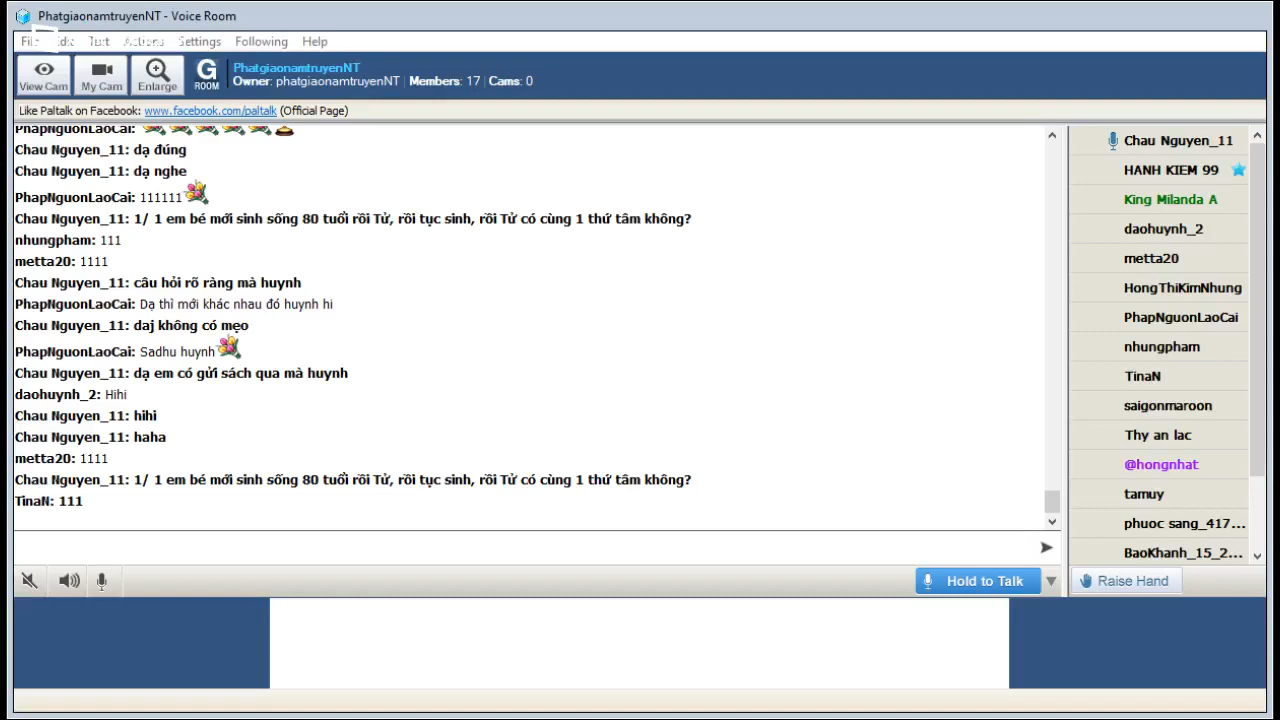 PhatgiaonamtruyenNT - Voice Room
Settings Following Help
View Cam
My Cam
Enlarge
G ROOM
PhatgiaonamtruyenNT
Owner: phatgiaonamtruyenNT | Members: 17 | Cams: 0
Like Paltalk on Facebook: www.facebook.com/paltalk (Official Page)
PhapNguonLaoCai:
Chau Nguyen_11: dạ đúng
Chau Nguyen_11: dạ nghe
PhapNguonLaoCai: 111111
Chau Nguyen_11: 1/ 1 em bé mới sinh sống 80 tuổi rồi Tử, rồi tục sinh, rồi Tử có cùng 1 thứ tâm không?
nhungpham: 111
metta20: 1111
Chau Nguyen_11: câu hỏi rõ ràng mà huynh
PhapNguonLaoCai: Dạ thì mới khác nhau đó huynh hi
Chau Nguyen_11: daj không có mẹo
PhapNguonLaoCai: Sadhu huynh
Chau Nguyen_11: dạ em có gửi sách qua mà huynh
daohuynh_2: Hihi
Chau Nguyen_11: hihi
Chau Nguyen_11: haha
metta20: 1111
Chau Nguyen_11: 1/ 1 em bé mới sinh sống 80 tuổi rồi Tử, rồi tục sinh, rồi Tử có cùng 1 thứ tâm không?
TinaN: 111
Hold to Talk
Chau Nguyen_11
HANH KIEM 99
King Milanda A
daohuynh_2
metta20
HongThiKimNhung
PhapNguonLaoCai
nhungpham
TinaN
saigonmaroon
Thy an lac
@hongnhat
tamuy
phuoc sang_417...
BaoKhanh_15_2...
Raise Hand